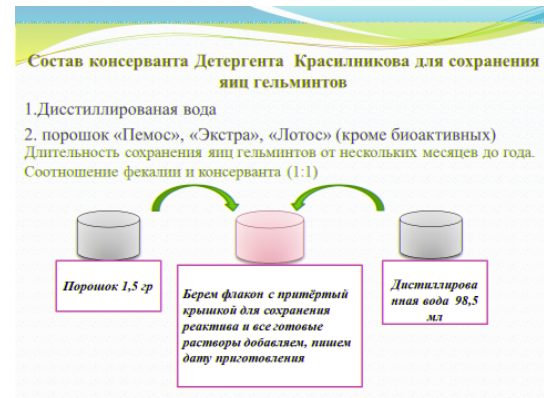 Состав консерванта Детергента Красилникова для сохранения
яиц гельминтов
1.Дисстиллированая вода
2. порошок «Пемос», «Экстра», «Лотос» (кроме биоактивных)
Длительность сохранения яиц гельминтов от нескольких месяцев до года.
Соотношение фекалии и консерванта (1:1)
Порошок 1,5 гр
Берем флакон с притёртый
крышкой для сохранения
реактива и все готовые
растворы добавляем, пишем
дату приготовления
Дистиллирова
нная вода 98,5
мл